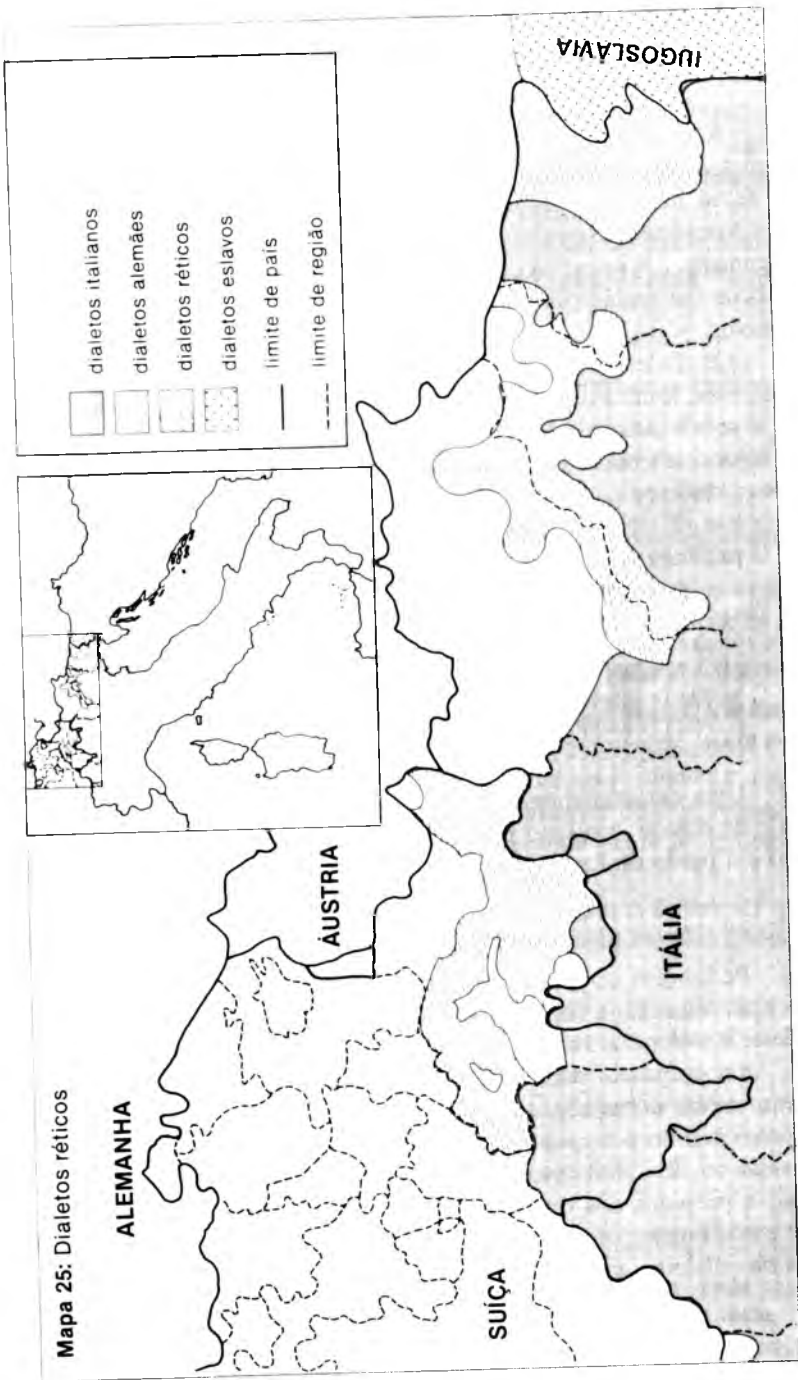 Mapa 25: Dialetos réticos
dialetos italianos
dialetos alemães
dialetos réticos
dialetos eslavos
limite de país
limite de região
ALEMANHA
ÁUSTRIA
SUÍÇA
ITÁLIA
IUGOSLÁVIA